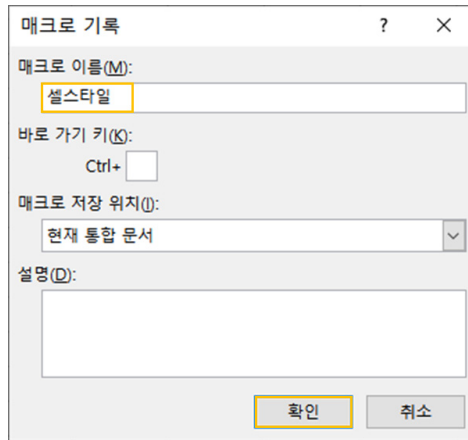 매크로 기록 ? ×
매크로 이름(M):
셀스타일
바로 가기 키(K):
Ctrl+
매크로 저장 위치(I):
현재 통합 문서
설명(D):
확인 취소